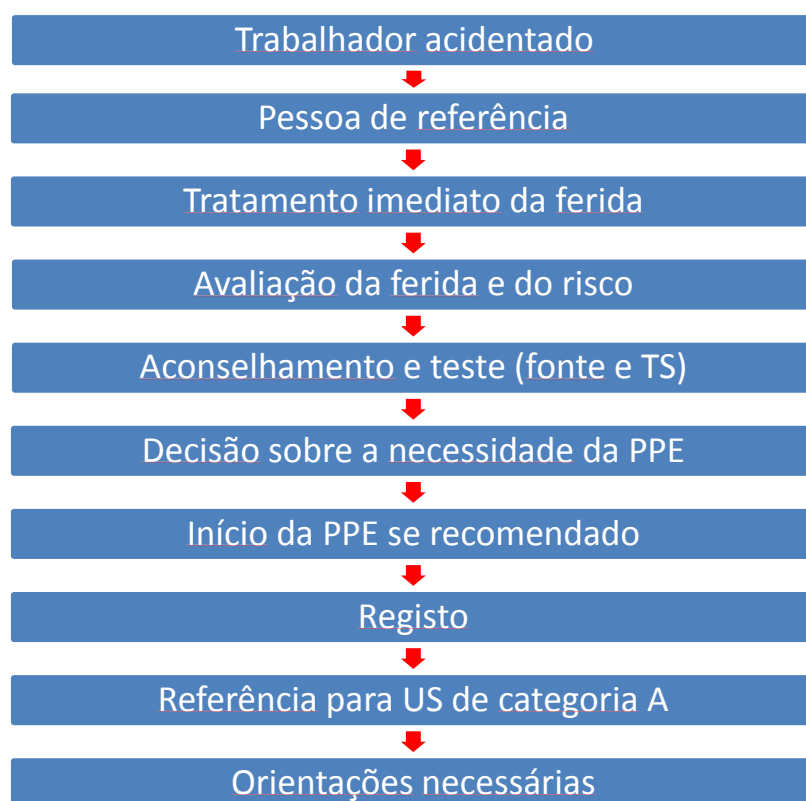 Trabalhador acidentado
Pessoa de referência
Tratamento imediato da ferida
Avaliação da ferida e do risco
Aconselhamento e teste (fonte e TS)
Decisão sobre a necessidade da PPE
Início da PPE se recomendado
Registo
Referência para US de categoria A
Orientações necessárias